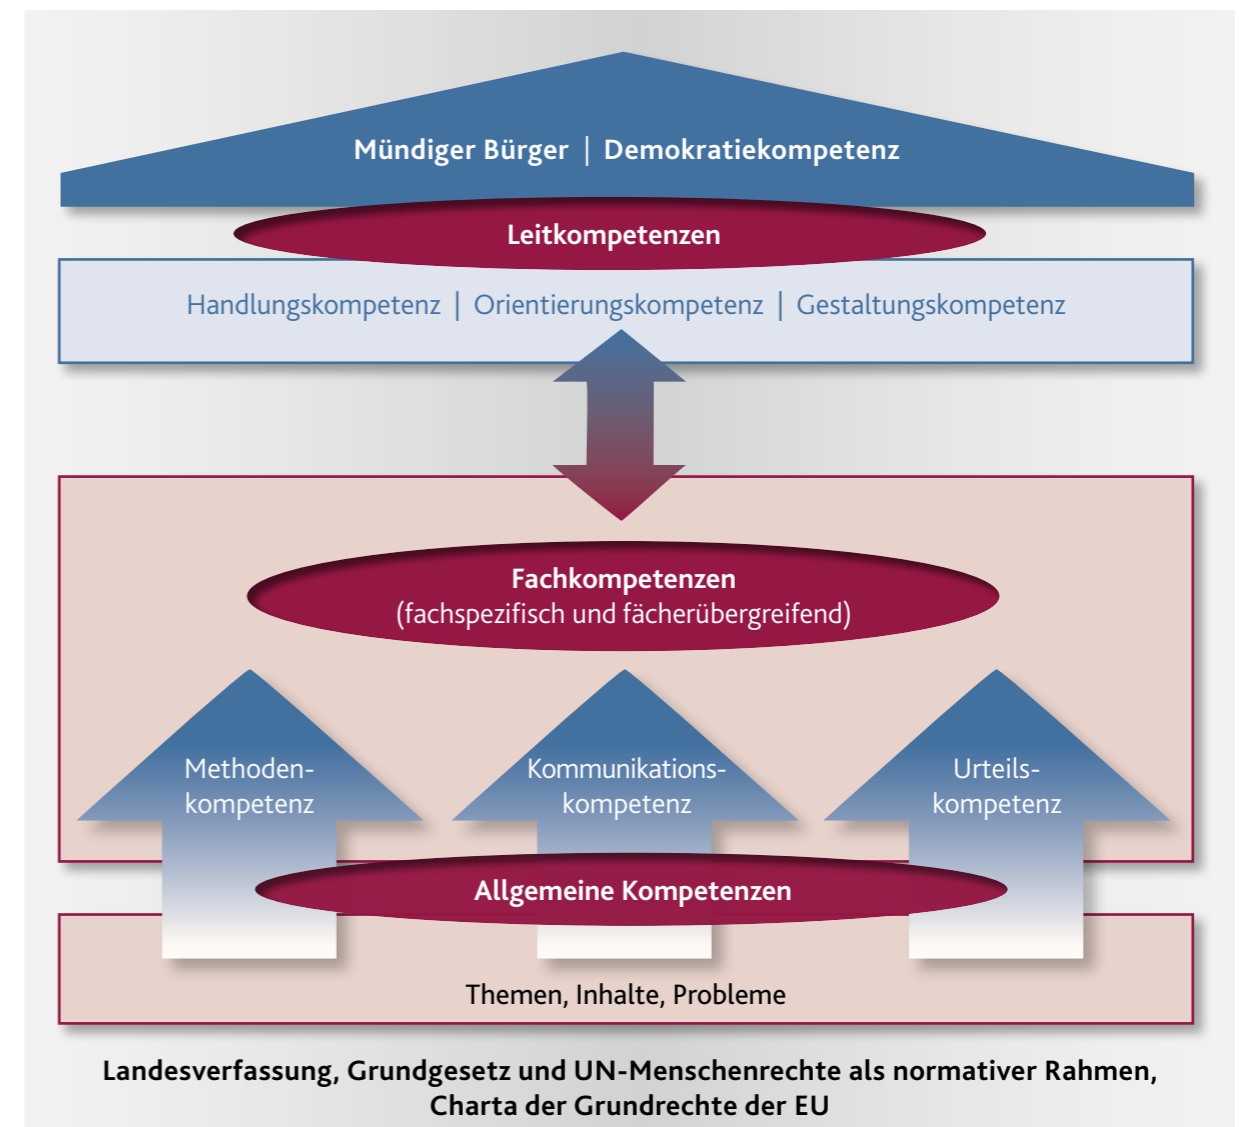 Mündiger Bürger | Demokratiekompetenz
Leitkompetenzen
Handlungskompetenz | Orientierungskompetenz | Gestaltungskompetenz
Fachkompetenzen
(fachspezifisch und fächerübergreifend)
Methoden-
kompetenz
Kommunikations-
kompetenz
Urteils-
kompetenz
Allgemeine Kompetenzen
Themen, Inhalte, Probleme
Landesverfassung, Grundgesetz und UN-Menschenrechte als normativer Rahmen,
Charta der Grundrechte der EU